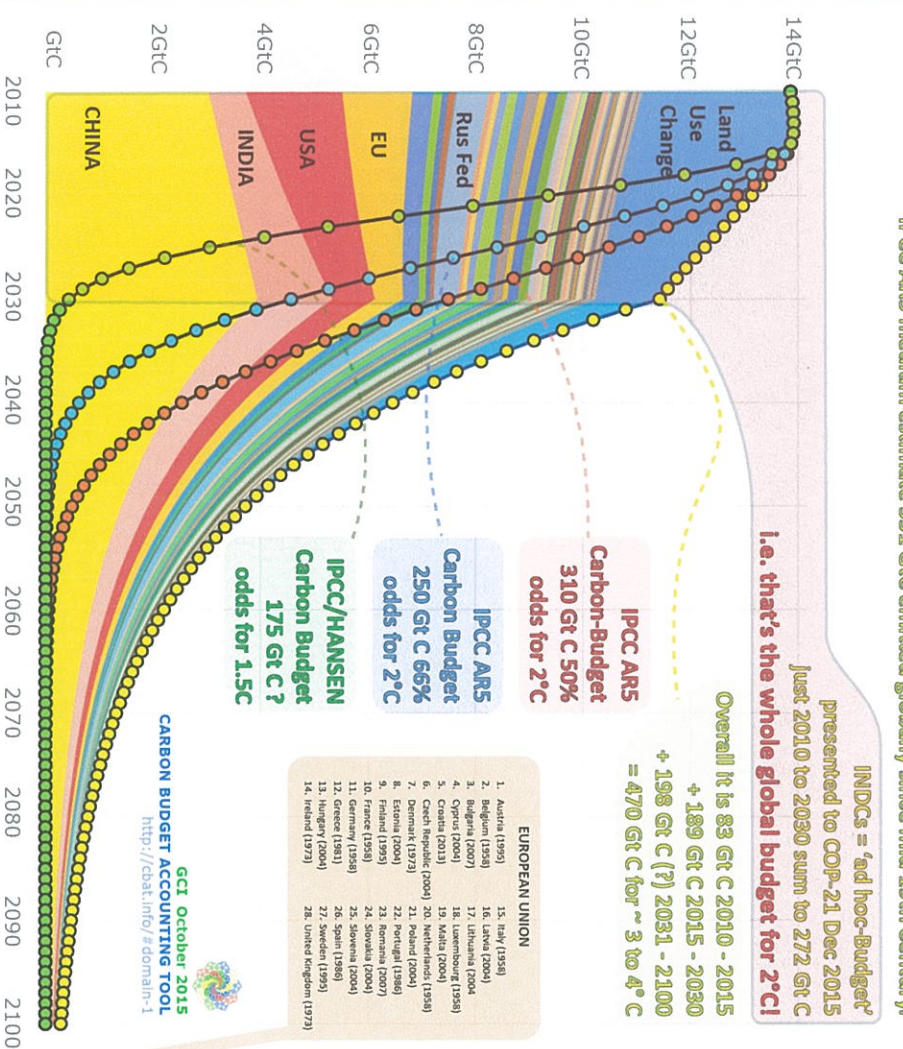 INDCs = 'ad hoc-Budget'
presented to COP-21 Dec 2015
just 2010 to 2030 sum to 272 Gt C
i.e. that's the whole global budget for 2°C!
Overall it is 83 Gt C 2010 - 2015
+ 189 Gt C 2015 - 2030
+ 198 Gt C (?) 2031 - 2100
= 470 Gt C for ~ 3 to 4° C
14GtC
12GtC
10GtC
8GtC
6GtC
4GtC
2GtC
GtC
Land
Use
Change
Rus Fed
EU
USA
INDIA
CHINA
IPCC AR5
Carbon-Budget
310 Gt C 50%
odds for 2°C
IPCC AR5
Carbon Budget
250 Gt C 66%
odds for 2°C
IPCC/HANSEN
Carbon Budget
175 Gt C ?
odds for 1.5C
EUROPEAN UNION
1. Austria (1995)
2. Belgium (1958)
3. Bulgaria (2007)
4. Cyprus (2004)
5. Croatia (2013)
6. Czech Republic (2004)
7. Denmark (1973)
8. Estonia (2004)
9. Finland (1995)
10. France (1958)
11. Germany (1958)
12. Greece (1981)
13. Hungary (2004)
14. Ireland (1973)
15. Italy (1958)
16. Latvia (2004)
17. Lithuania (2004
18. Luxembourg (1958)
19. Malta (2004)
20. Netherlands (1958)
21. Poland (2004)
22. Portugal (1986)
23. Romania (2007)
24. Slovakia (2004)
25. Slovenia (2004)
26. Spain (1986)
27. Sweden (1995)
28. United Kingdom (1973)
GCI October 2015
CARBON BUDGET ACCOUNTING TOOL
http://cbat.info/#domain-1
2010 2020 2030 2040 2050 2060 2070 2080 2090 2100